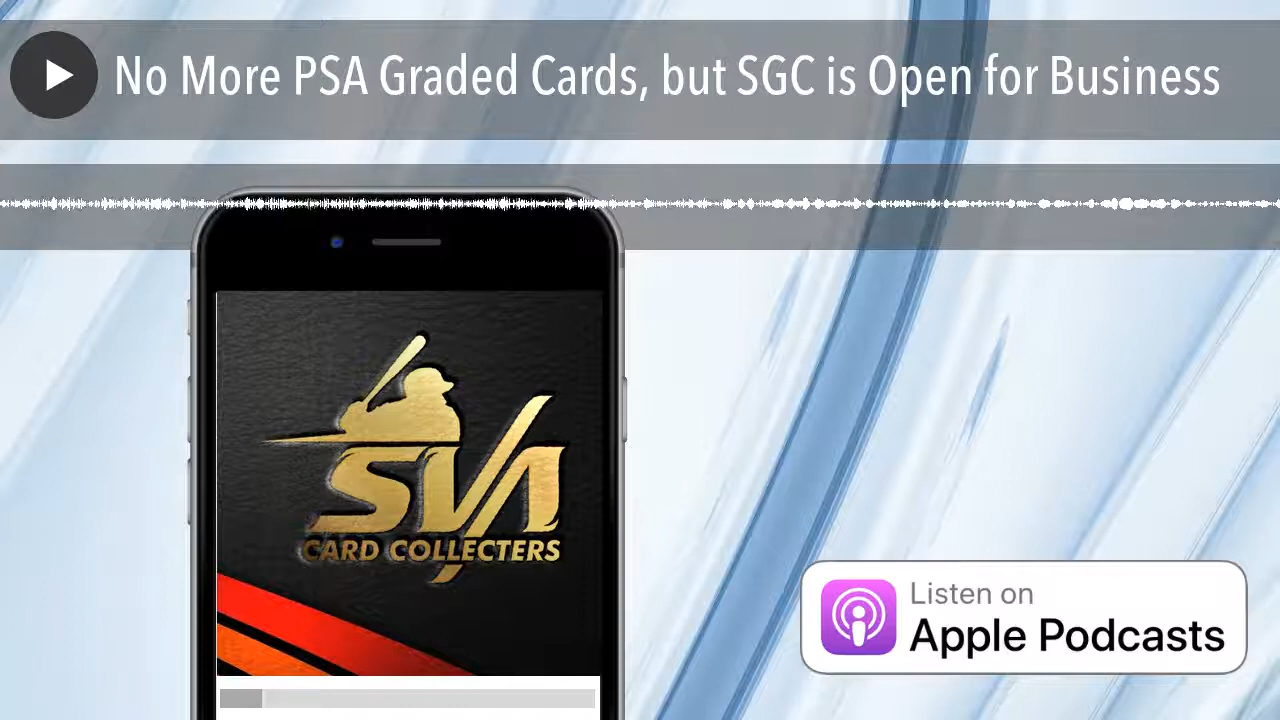 No More PSA Graded Cards, but SGC is Open for Business
SVA
CARD COLLECTERS
Listen on
Apple Podcasts